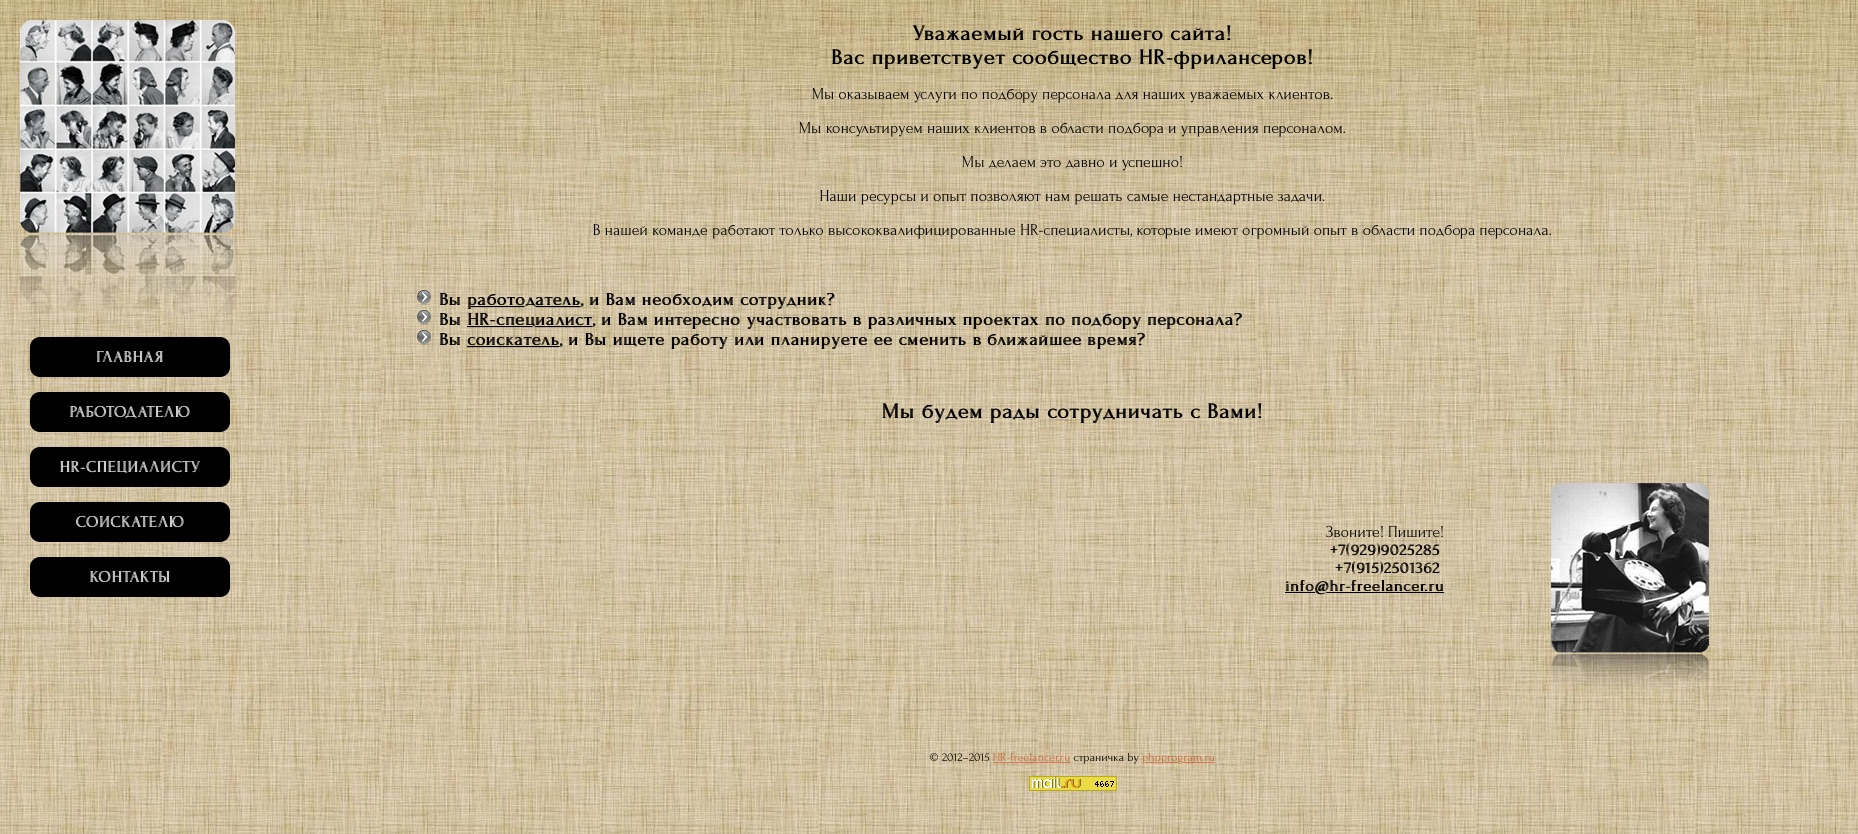 Уважаемый гость нашего сайта!
Вас приветствует сообщество HR-фрилансеров!
Мы оказываем услуги по подбору персонала для наших уважаемых клиентов.
Мы консультируем наших клиентов в области подбора и управления персоналом.
Мы делаем это давно и успешно!
Наши ресурсы и опыт позволяют нам решать самые нестандартные задачи.
В нашей команде работают только высококвалифицированные HR-специалисты, которые имеют огромный опыт в области подбора персонала.
Вы работодатель, и Вам необходим сотрудник?
Вы HR-специалист, и Вам интересно участвовать в различных проектах по подбору персонала?
Вы соискатель, и Вы ищете работу или планируете ее сменить в ближайшее время?
ГЛАВНАЯ
РАБОТОДАТЕЛЮ
HR-СПЕЦИАЛИСТУ
СОИСКАТЕЛЮ
КОНТАКТЫ
Мы будем рады сотрудничать с Вами!
Звоните! Пишите!
+7(929)9025285
+7(915)2501362
info@hr-freelancer.ru
© 2012–2015 HR-freelancer.ru страничка by phoprogram.ru
mail.ru 4667